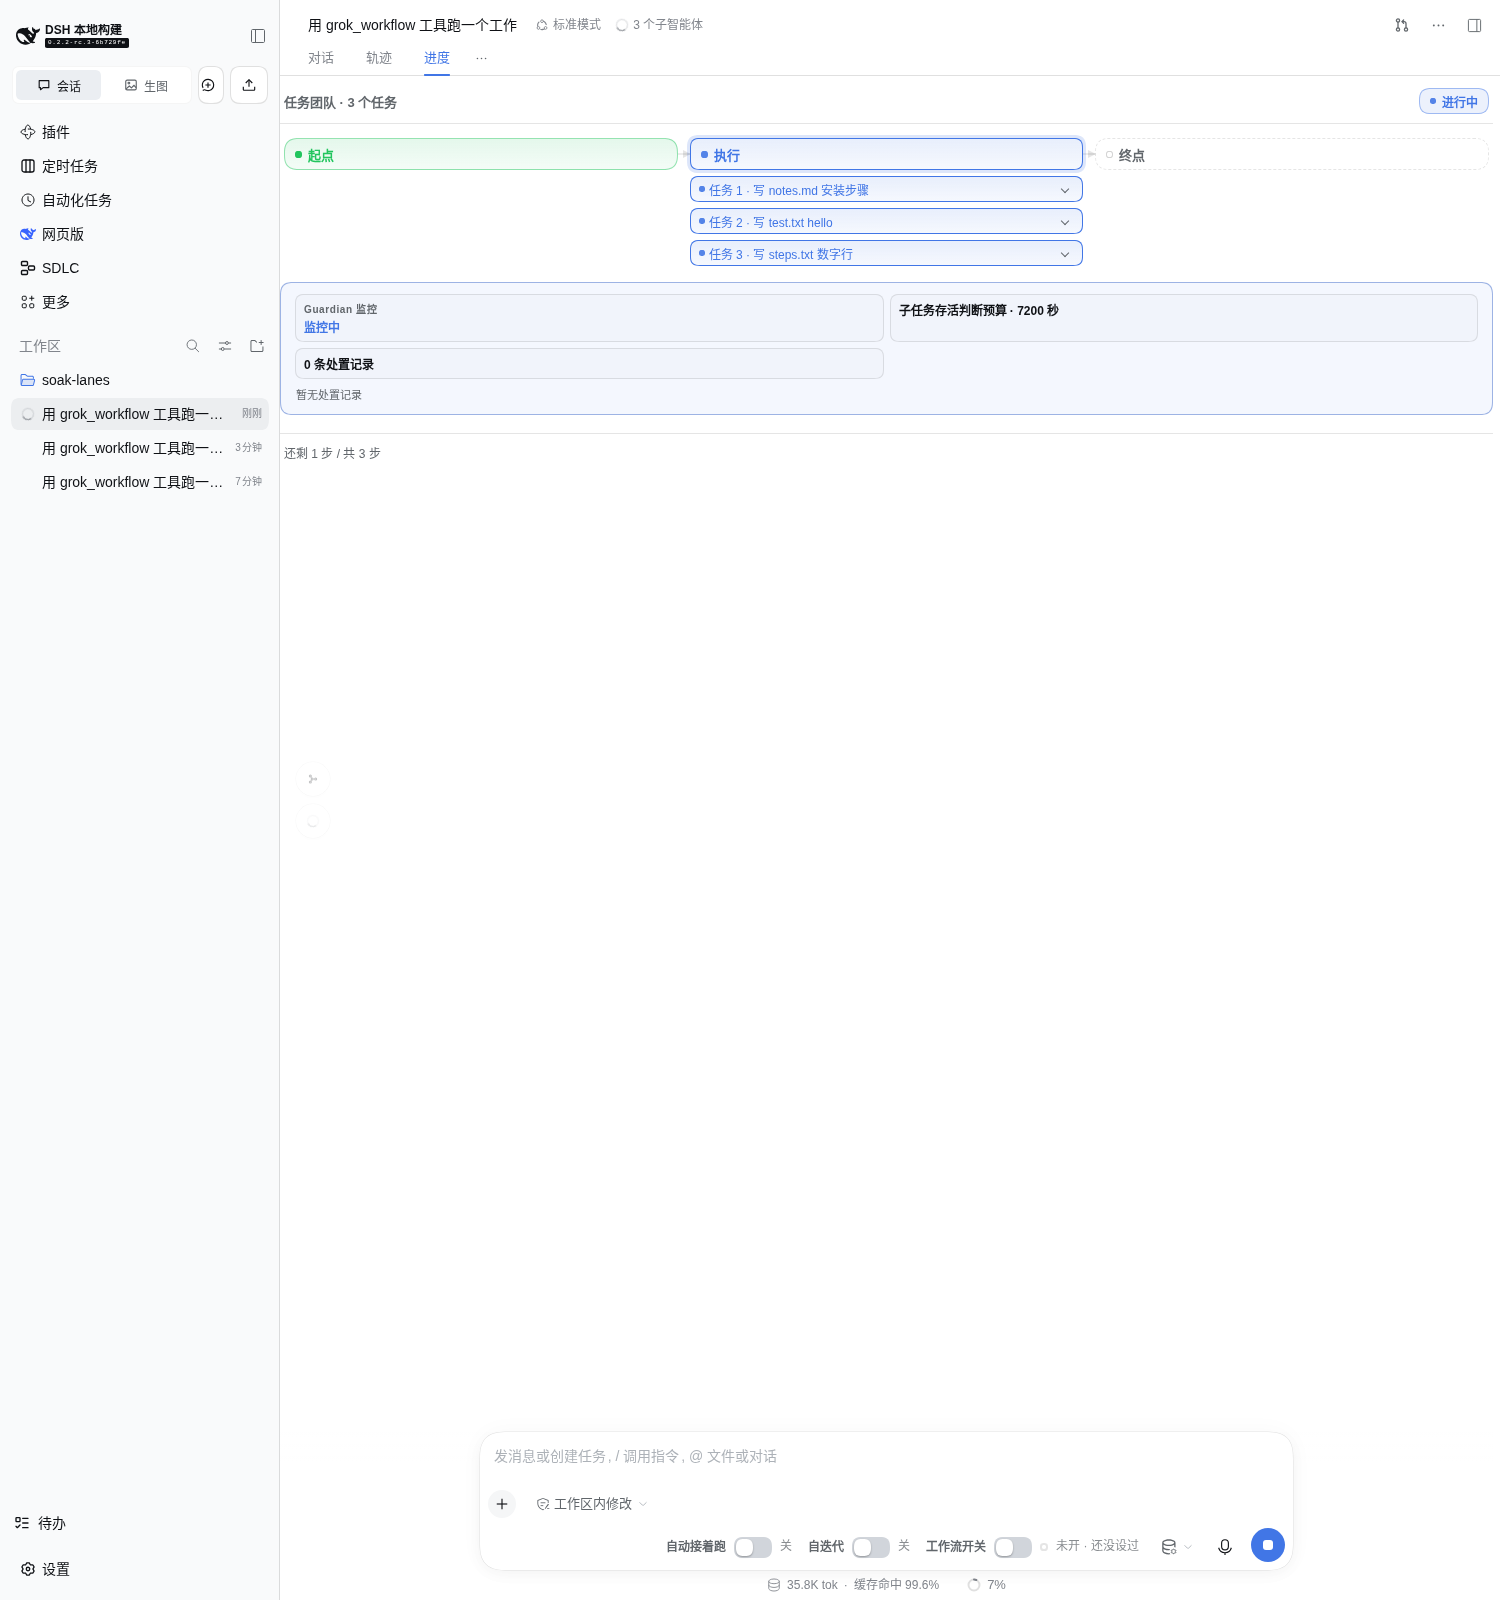 DSH 本地构建
0.2.2-rc.3-6b729fe
会话
生图
插件
定时任务
自动化任务
网页版
SDLC
更多
工作区
soak-lanes
用 grok_workflow 工具跑一… 刚刚
用 grok_workflow 工具跑一… 3分钟
用 grok_workflow 工具跑一… 7分钟
待办
设置
用 grok_workflow 工具跑一个工作 标准模式 3 个子智能体
对话 轨迹 进度 …
任务团队 · 3 个任务 进行中
起点 执行 终点
任务 1 · 写 notes.md 安装步骤
任务 2 · 写 test.txt hello
任务 3 · 写 steps.txt 数字行
Guardian 监控
监控中
子任务存活判断预算 · 7200 秒
0 条处置记录
暂无处置记录
还剩 1 步 / 共 3 步
发消息或创建任务, / 调用指令, @ 文件或对话
工作区内修改
自动接着跑 关 自迭代 关 工作流开关 未开 · 还没设过
35.8K tok · 缓存命中 99.6% 7%